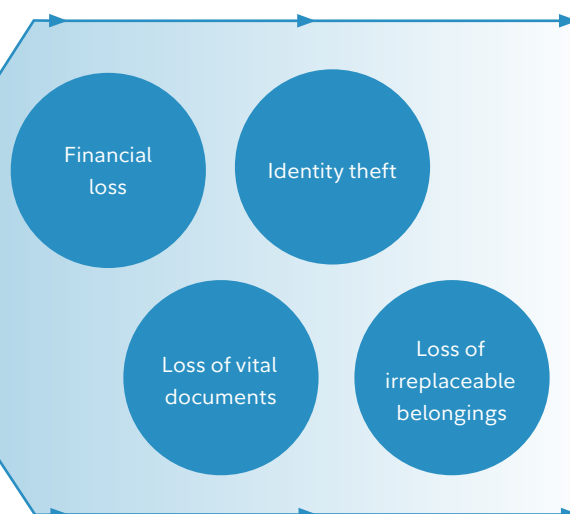 Financial
loss
Identity theft
Loss of vital
documents
Loss of
irreplaceable
belongings